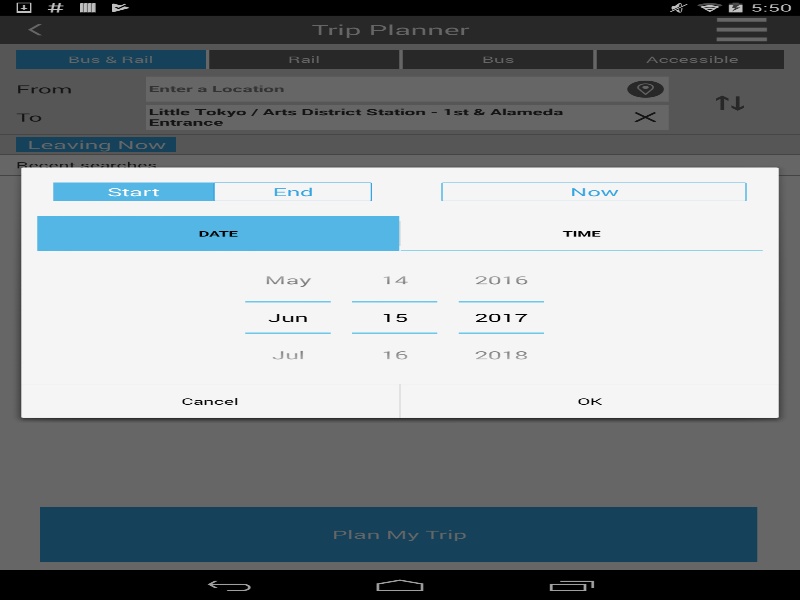 5:50
Trip Planner
Bus & Rail
Rail
Bus
Accessible
From
Enter a Location
To
Little Tokyo / Arts District Station - 1st & Alameda
Entrance
Leaving Now
Recent searches
Start
End
Now
DATE
TIME
May 14 2016
Jun 15 2017
Jul 16 2018
Cancel
OK
Plan My Trip